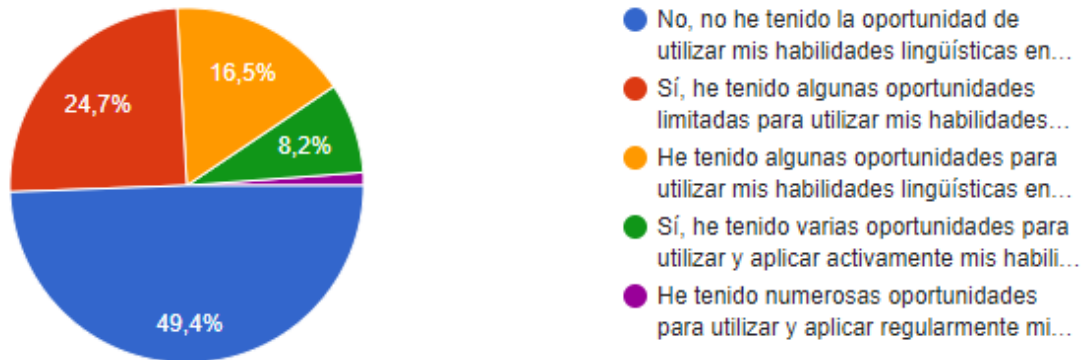 16,5%
24,7%
8,2%
49,4%
No, no he tenido la oportunidad de
utilizar mis habilidades lingüísticas en...
Sí, he tenido algunas oportunidades
limitadas para utilizar mis habilidades...
He tenido algunas oportunidades para
utilizar mis habilidades lingüísticas en...
Sí, he tenido varias oportunidades para
utilizar y aplicar activamente mis habili...
He tenido numerosas oportunidades
para utilizar y aplicar regularmente mi...